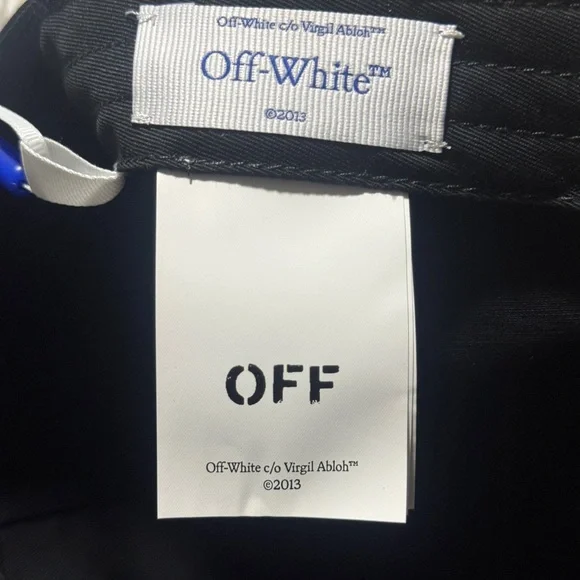 Off-White c/o Virgil Abloh™
Off-White™
©2013
OFF
Off-White c/o Virgil Abloh™
©2013